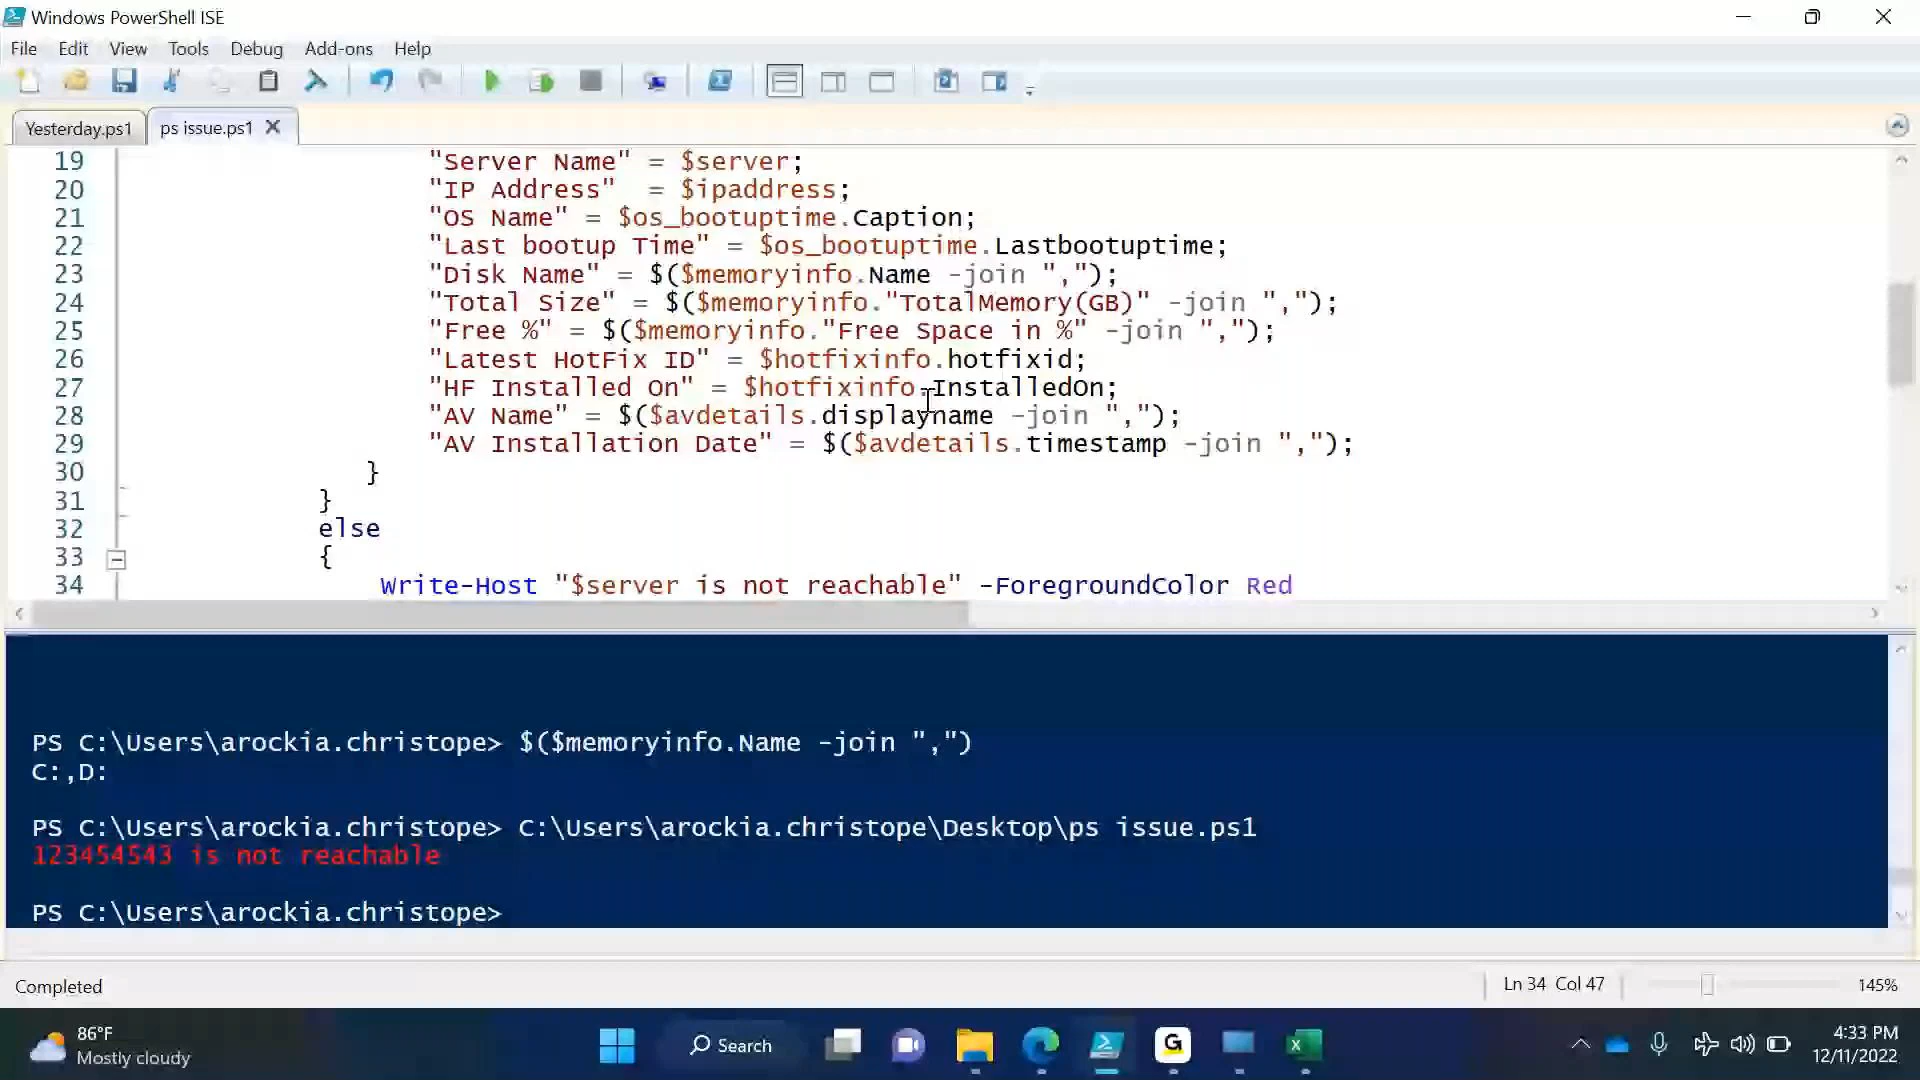 Windows PowerShell ISE
File Edit View Tools Debug Add-ons Help
Yesterday.ps1 ps issue.ps1
19 "Server Name" = $server;
20 "IP Address" = $ipaddress;
21 "OS Name" = $os_bootuptime.Caption;
22 "Last bootup Time" = $os_bootuptime.Lastbootuptime;
23 "Disk Name" = $($memoryinfo.Name -join ",");
24 "Total Size" = $($memoryinfo."TotalMemory(GB)" -join ",");
25 "Free %" = $($memoryinfo."Free Space in %" -join ",");
26 "Latest HotFix ID" = $hotfixinfo.hotfixid;
27 "HF Installed On" = $hotfixinfo.InstalledOn;
28 "AV Name" = $($avdetails.displayname -join ",");
29 "AV Installation Date" = $($avdetails.timestamp -join ",");
30 }
31 }
32 else
33 {
34 Write-Host "$server is not reachable" -ForegroundColor Red
PS C:\Users\arockia.christope> $($memoryinfo.Name -join ",")
C:,D:
PS C:\Users\arockia.christope> C:\Users\arockia.christope\Desktop\ps issue.ps1
123454543 is not reachable
PS C:\Users\arockia.christope>
Completed Ln 34 Col 47 145%
86°F
Mostly cloudy
Search
4:33 PM
12/11/2022